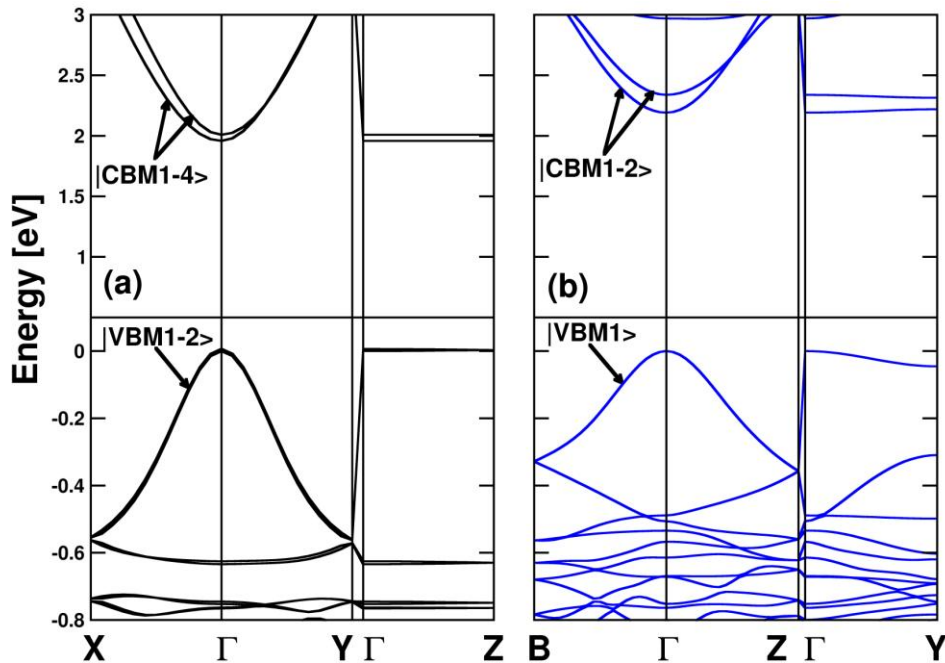 Energy [eV]
3
2.5
2
1.5
1
0
-0.2
-0.4
-0.6
-0.8
|CBM1-4>
(a)
|VBM1-2>
X Γ Y Γ Z
|CBM1-2>
(b)
|VBM1>
B Γ Z Γ Y